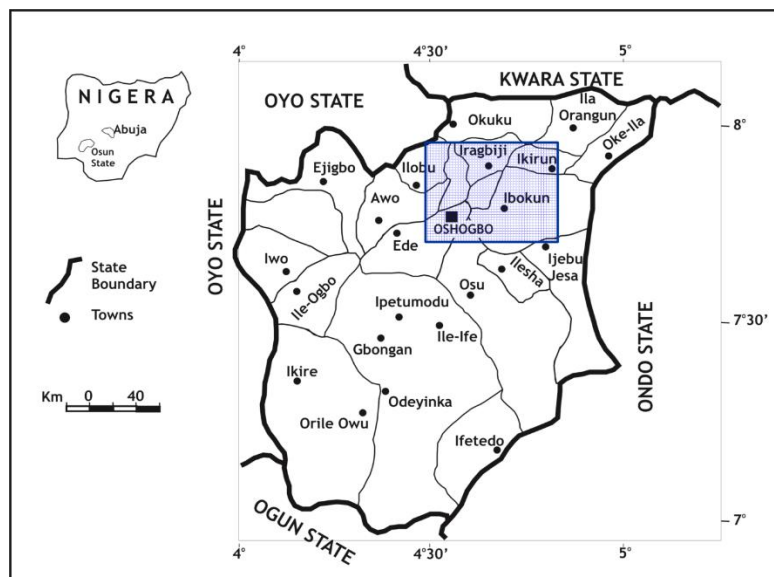 4°
4°30'
5°
NIGERA
Abuja
Osun
State
OYO STATE
KWARA STATE
Okuku
Ila
Orangun
Oke-Ila
8°
Ejigbo
Ilobu
Iragbiji
Ikirun
Awo
Ibokun
OSHOGBO
Ede
OYO STATE
Iwo
Ile-Ogbo
Osu
Ilesha
Ijebu
Jesa
State
Boundary
Towns
Ipetumodu
Ile-Ife
Gbongan
7°30'
ONDO STATE
Km 0 40
Ikire
Odeyinka
Orile Owu
Ifetedo
OGUN STATE
7°
4°
4°30'
5°